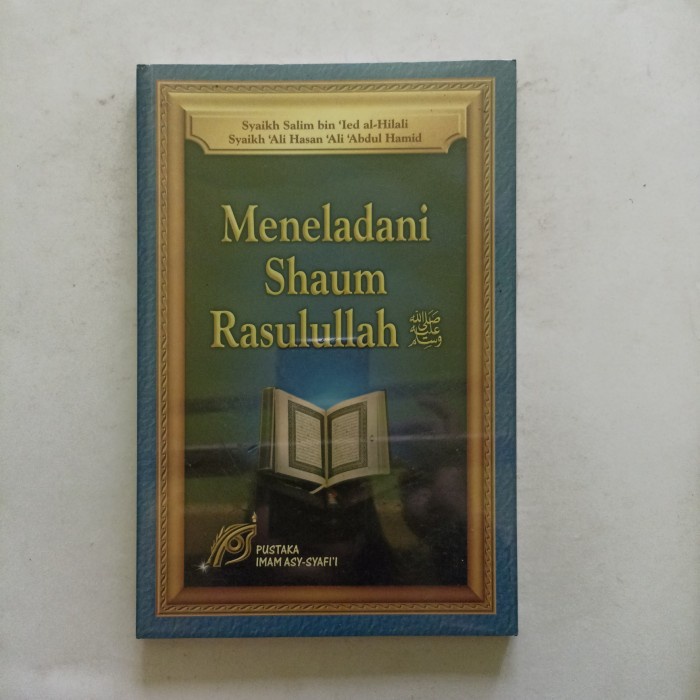 Syaikh Salim bin 'Ied al-Hilali
Syaikh 'Ali Hasan 'Ali 'Abdul Hamid
Meneladani
Shaum
Rasulullah صلى الله عليه وسلم
PUSTAKA
IMAM ASY-SYAFI'I